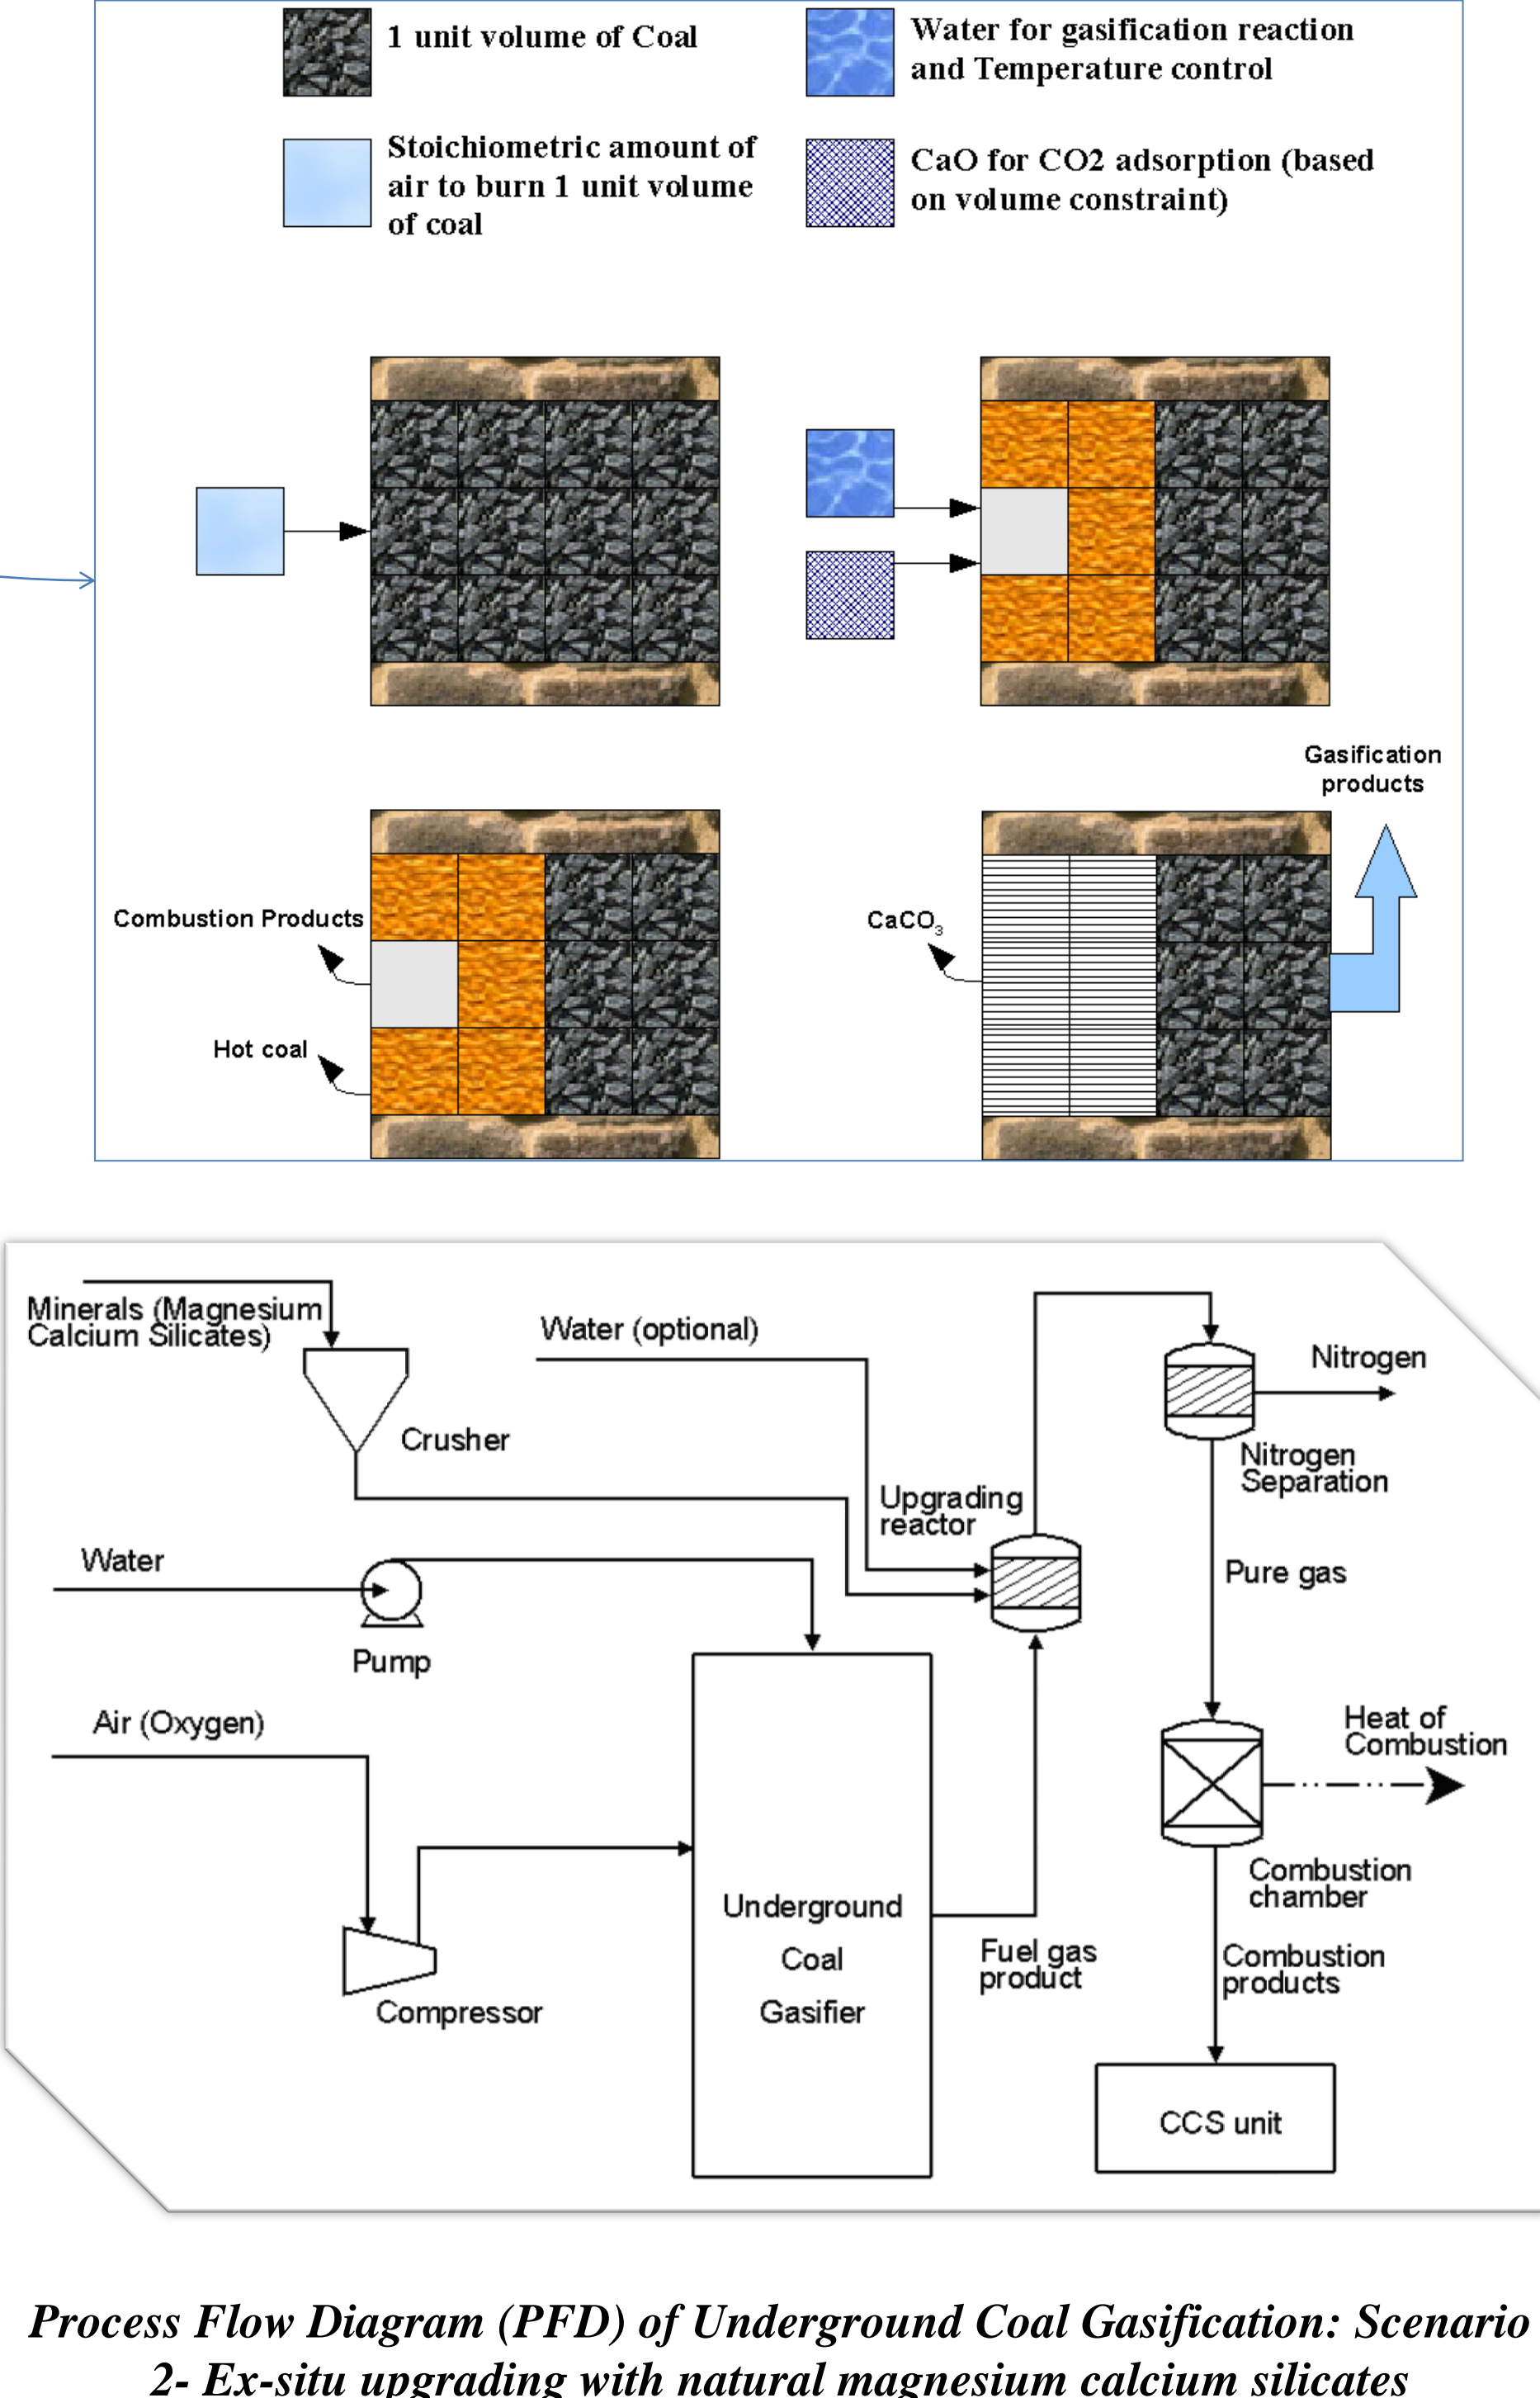 1 unit volume of Coal
Water for gasification reaction
and Temperature control
Stoichiometric amount of
air to burn 1 unit volume
of coal
CaO for CO2 adsorption (based
on volume constraint)
Gasification
products
Combustion Products
Hot coal
CaCO3
Minerals (Magnesium
Calcium Silicates)
Water (optional)
Nitrogen
Crusher
Nitrogen
Separation
Upgrading
reactor
Water
Pure gas
Pump
Air (Oxygen)
Heat of
Combustion
Combustion
chamber
Underground
Coal
Gasifier
Fuel gas
product
Combustion
products
Compressor
CCS unit
Process Flow Diagram (PFD) of Underground Coal Gasification: Scenario
2- Ex-situ upgrading with natural magnesium calcium silicates